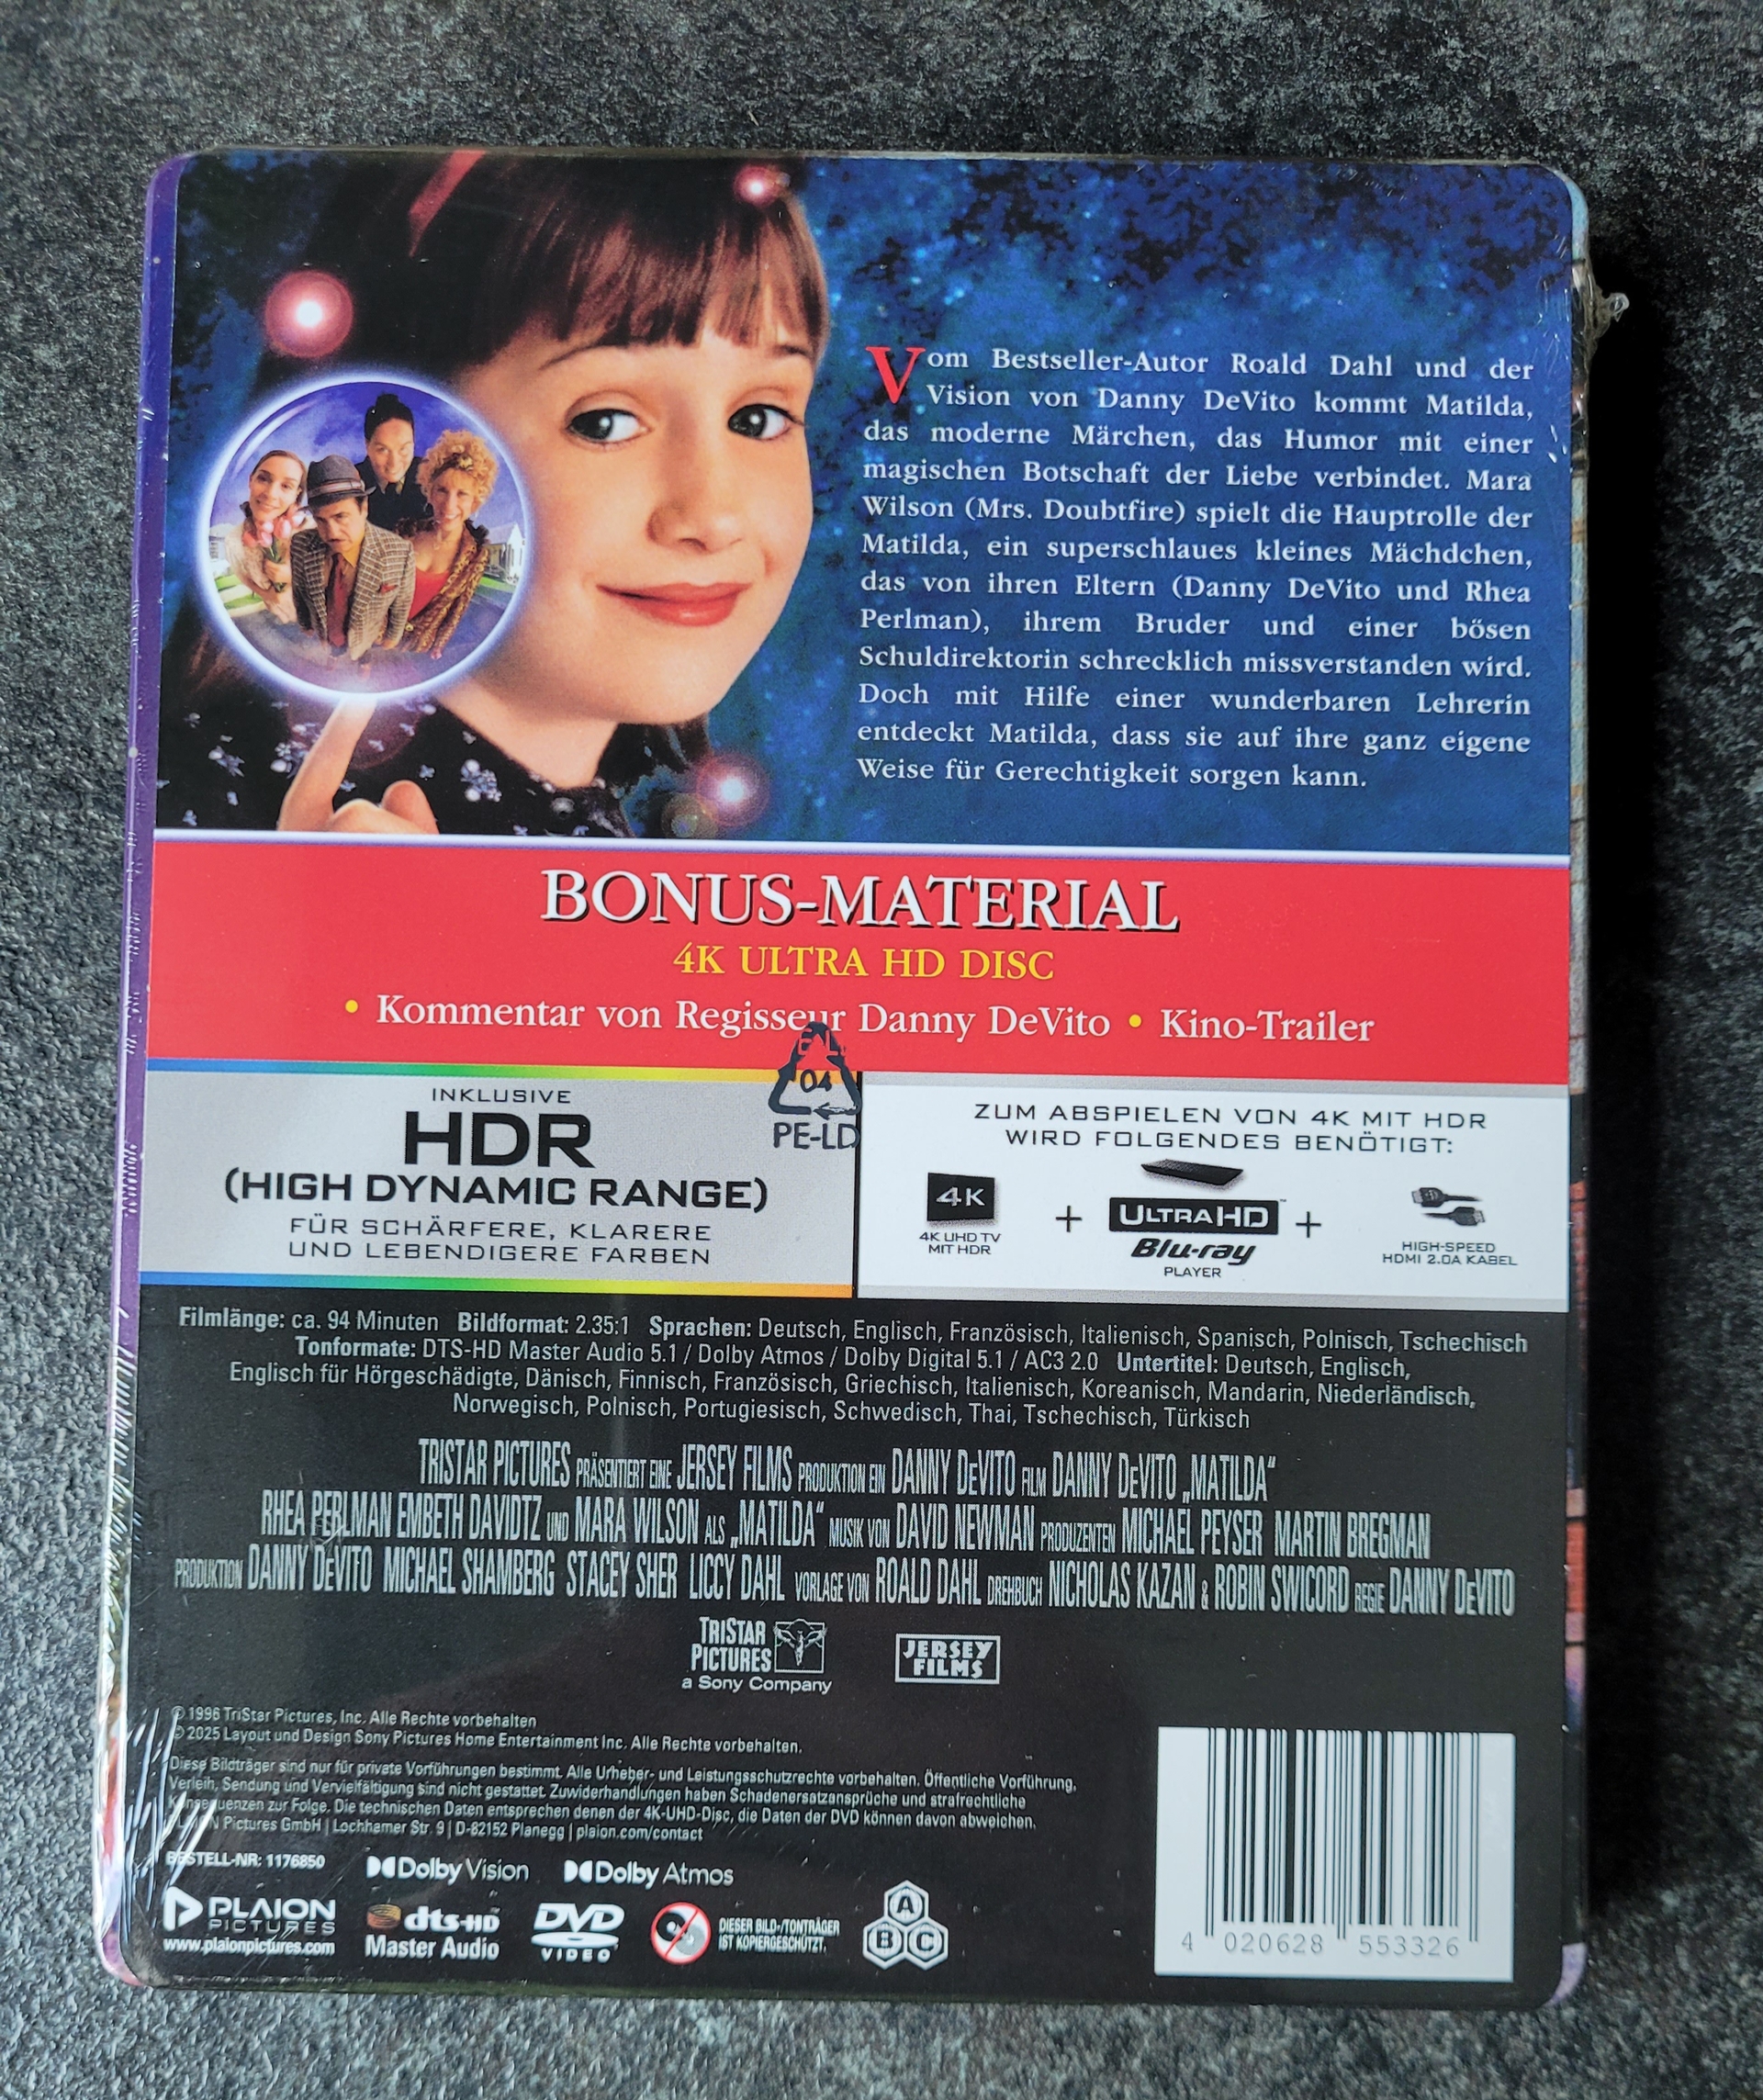 Vom Bestseller-Autor Roald Dahl und der
Vision von Danny DeVito kommt Matilda,
das moderne Märchen, das Humor mit einer
magischen Botschaft der Liebe verbindet. Mara
Wilson (Mrs. Doubtfire) spielt die Hauptrolle der
Matilda, ein superschlaues kleines Mächdchen,
das von ihren Eltern (Danny DeVito und Rhea
Perlman), ihrem Bruder und einer bösen
Schuldirektorin schrecklich missverstanden wird.
Doch mit Hilfe einer wunderbaren Lehrerin
entdeckt Matilda, dass sie auf ihre ganz eigene
Weise für Gerechtigkeit sorgen kann.
BONUS-MATERIAL
4K ULTRA HD DISC
• Kommentar von Regisseur Danny DeVito • Kino-Trailer
04
PE-LD
INKLUSIVE
HDR
(HIGH DYNAMIC RANGE)
FÜR SCHÄRFERE, KLARERE
UND LEBENDIGERE FARBEN
ZUM ABSPIELEN VON 4K MIT HDR
WIRD FOLGENDES BENÖTIGT:
4K
4K UHD TV
MIT HDR
+
ULTRA HD
Blu-ray
PLAYER
+
HIGH-SPEED
HDMI 2.0A KABEL
Filmlänge: ca. 94 Minuten Bildformat: 2.35:1 Sprachen: Deutsch, Englisch, Französisch, Italienisch, Spanisch, Polnisch, Tschechisch
Tonformate: DTS-HD Master Audio 5.1 / Dolby Atmos / Dolby Digital 5.1 / AC3 2.0 Untertitel: Deutsch, Englisch,
Englisch für Hörgeschädigte, Dänisch, Finnisch, Französisch, Griechisch, Italienisch, Koreanisch, Mandarin, Niederländisch,
Norwegisch, Polnisch, Portugiesisch, Schwedisch, Thai, Tschechisch, Türkisch
TRISTAR PICTURES PRÄSENTIERT EINE JERSEY FILMS PRODUKTION EIN DANNY DeVITO FILM DANNY DeVITO „MATILDA“
RHEA PERLMAN EMBETH DAVIDTZ UND MARA WILSON ALS „MATILDA“ MUSIK VON DAVID NEWMAN PRODUZENTEN MICHAEL PEYSER MARTIN BREGMAN
PRODUKTION DANNY DeVITO MICHAEL SHAMBERG STACEY SHER LICCY DAHL VORLAGE VON ROALD DAHL DREHBUCH NICHOLAS KAZAN & ROBIN SWICORD REGIE DANNY DeVITO
TRISTAR
PICTURES
a Sony Company
JERSEY
FILMS
© 1996 TriStar Pictures, Inc. Alle Rechte vorbehalten
© 2025 Layout und Design Sony Pictures Home Entertainment Inc. Alle Rechte vorbehalten.
Diese Bildträger sind nur für private Vorführungen bestimmt. Alle Urheber- und Leistungsschutzrechte vorbehalten. Öffentliche Vorführung,
Verleih, Sendung und Vervielfältigung sind nicht gestattet. Zuwiderhandlungen haben Schadenersatzansprüche und strafrechtliche
Konsequenzen zur Folge. Die technischen Daten entsprechen denen der 4K-UHD-Disc, die Daten der DVD können davon abweichen.
PLAION Pictures GmbH | Lochhamer Str. 9 | D-82152 Planegg | plaion.com/contact
BESTELL-NR: 1176850
Dolby Vision
Dolby Atmos
PLAION
PICTURES
www.plaionpictures.com
dts-HD
Master Audio
DVD
VIDEO
DIESER BILD-/TONTRÄGER
IST KOPIERGESCHÜTZT.
A
B C
4 020628 553326